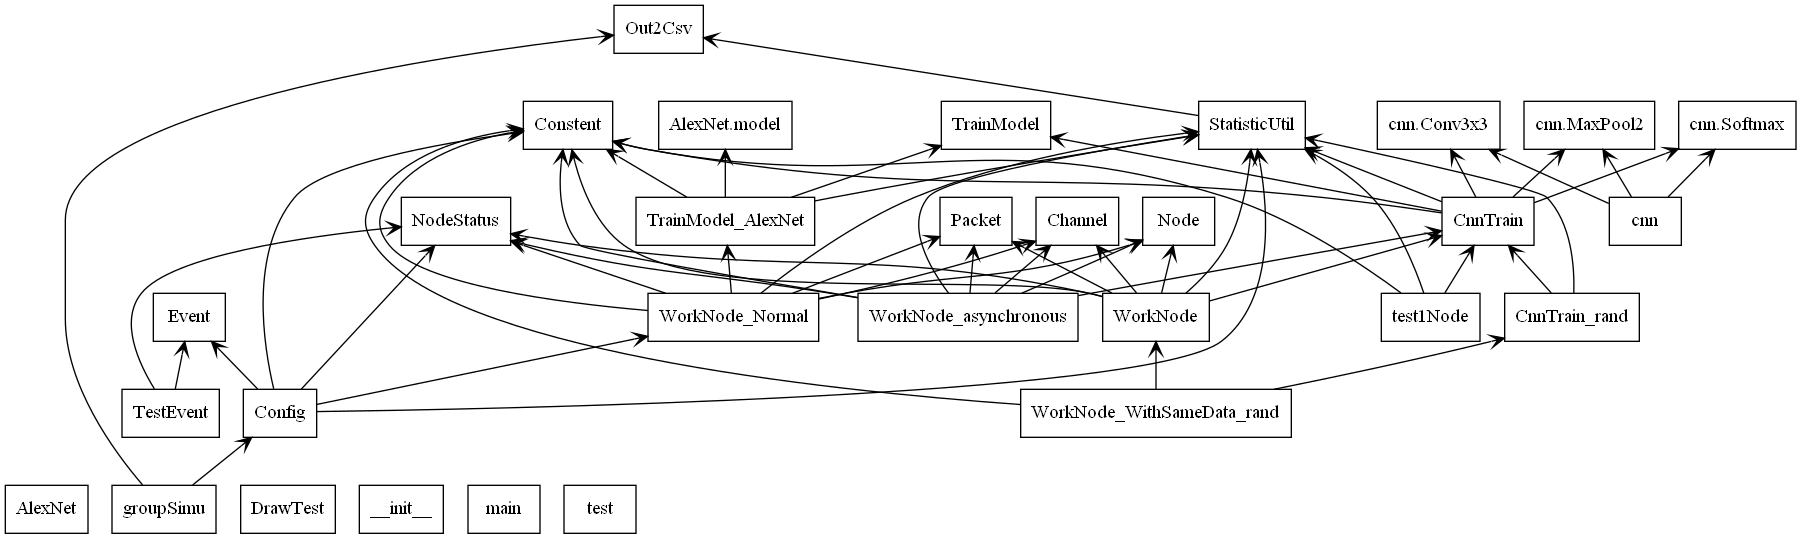 Out2Csv
Constent
AlexNet.model
TrainModel
StatisticUtil
cnn.Conv3x3
cnn.MaxPool2
cnn.Softmax
NodeStatus
TrainModel_AlexNet
Packet
Channel
Node
CnnTrain
cnn
Event
WorkNode_Normal
WorkNode_asynchronous
WorkNode
test1Node
CnnTrain_rand
TestEvent
Config
WorkNode_WithSameData_rand
AlexNet
groupSimu
DrawTest
__init__
main
test